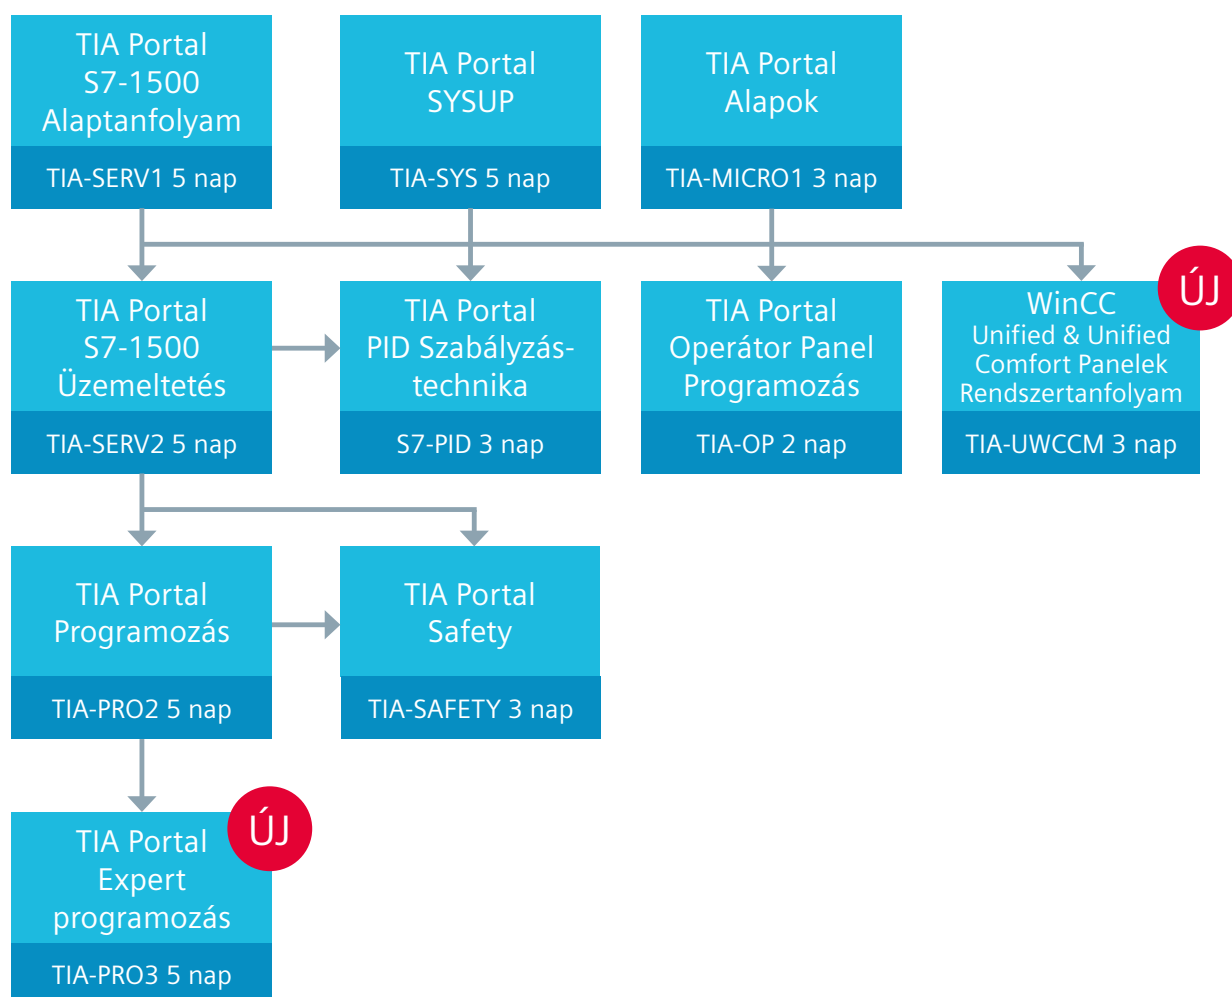 TIA Portal
S7-1500
Alaptanfolyam
TIA-SERV1 5 nap
TIA Portal
SYSUP
TIA-SYS 5 nap
TIA Portal
Alapok
TIA-MICRO1 3 nap
TIA Portal
S7-1500
Üzemeltetés
TIA-SERV2 5 nap
TIA Portal
PID Szabályzás-
technika
S7-PID 3 nap
TIA Portal
Operátor Panel
Programozás
TIA-OP 2 nap
ÚJ
WinCC
Unified & Unified
Comfort Panelek
Rendszertanfolyam
TIA-UWCCM 3 nap
TIA Portal
Programozás
TIA-PRO2 5 nap
TIA Portal
Safety
TIA-SAFETY 3 nap
ÚJ
TIA Portal
Expert
programozás
TIA-PRO3 5 nap